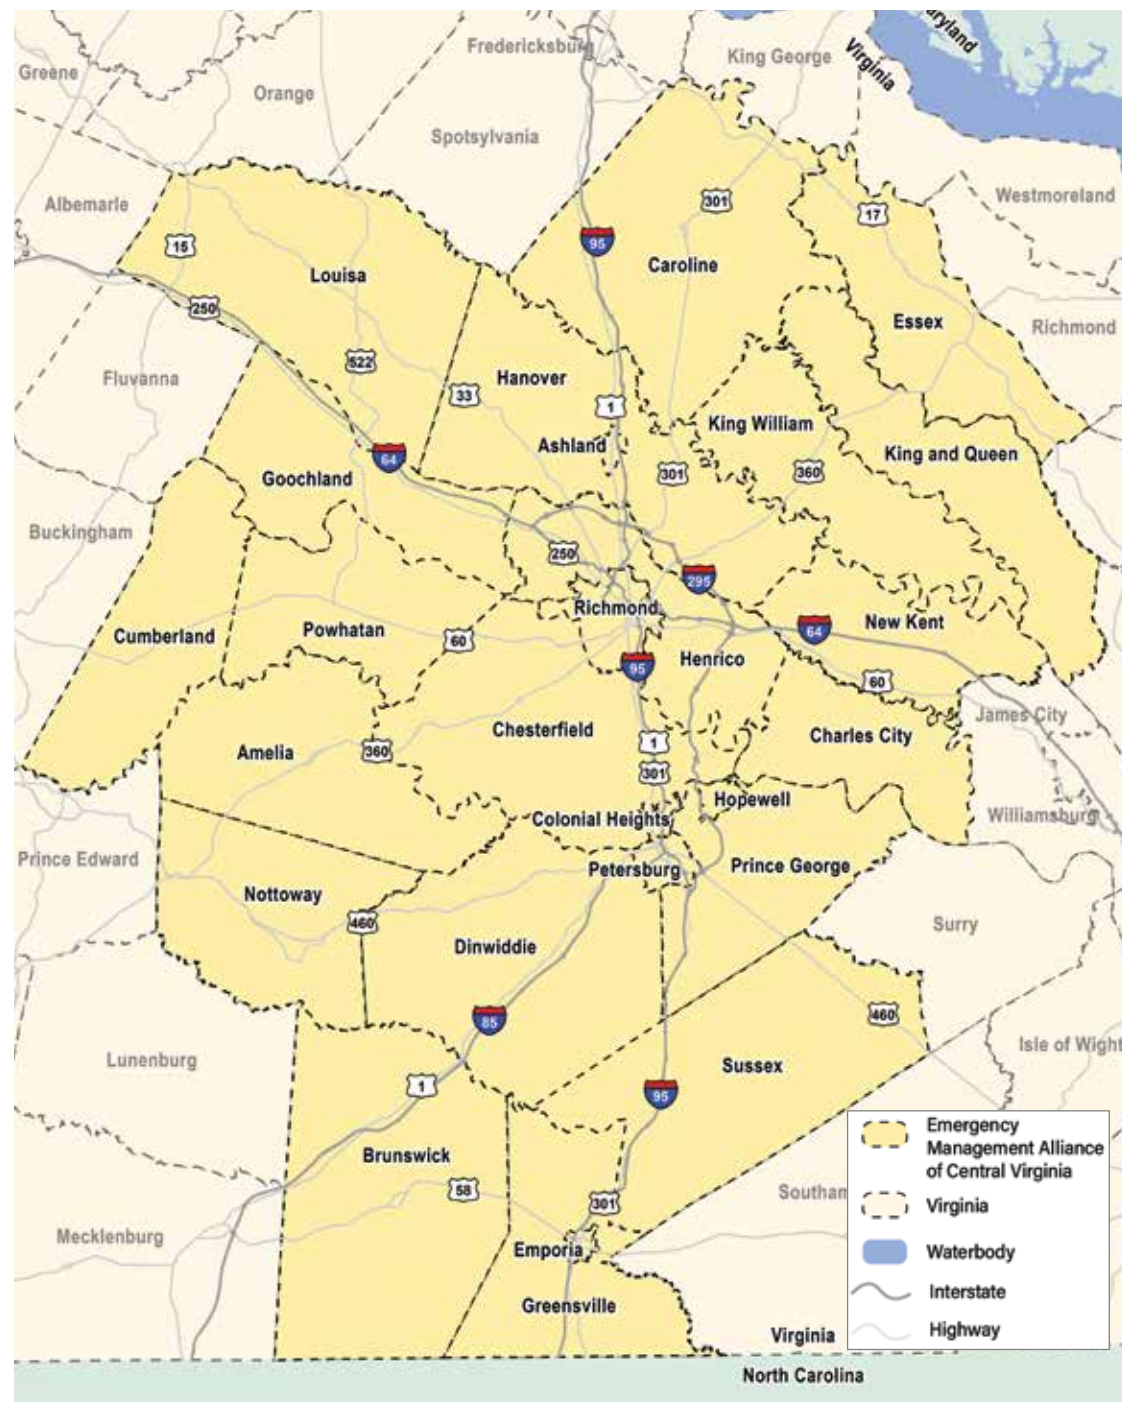 Maryland
Virginia
Fredericksburg
King George
Greene
Orange
Spotsylvania
Albemarle
Westmoreland
301
17
95
15
Caroline
Louisa
250
Essex
Richmond
522
Fluvanna
Hanover
33
1
King William
Ashland
King and Queen
64
301
360
Goochland
Buckingham
250
295
Richmond
New Kent
64
Cumberland
Powhatan
60
95
Henrico
60
James City
Chesterfield
Charles City
1
360
Amelia
301
Hopewell
Williamsburg
Colonial Heights
Prince Edward
Petersburg
Prince George
Nottoway
460
Surry
Dinwiddie
85
460
Isle of Wight
Lunenburg
Sussex
1
95
Brunswick
58
301
Southam
Mecklenburg
Emporia
Greensville
Emergency
Management Alliance
of Central Virginia
Virginia
Waterbody
Interstate
Highway
Virginia
North Carolina